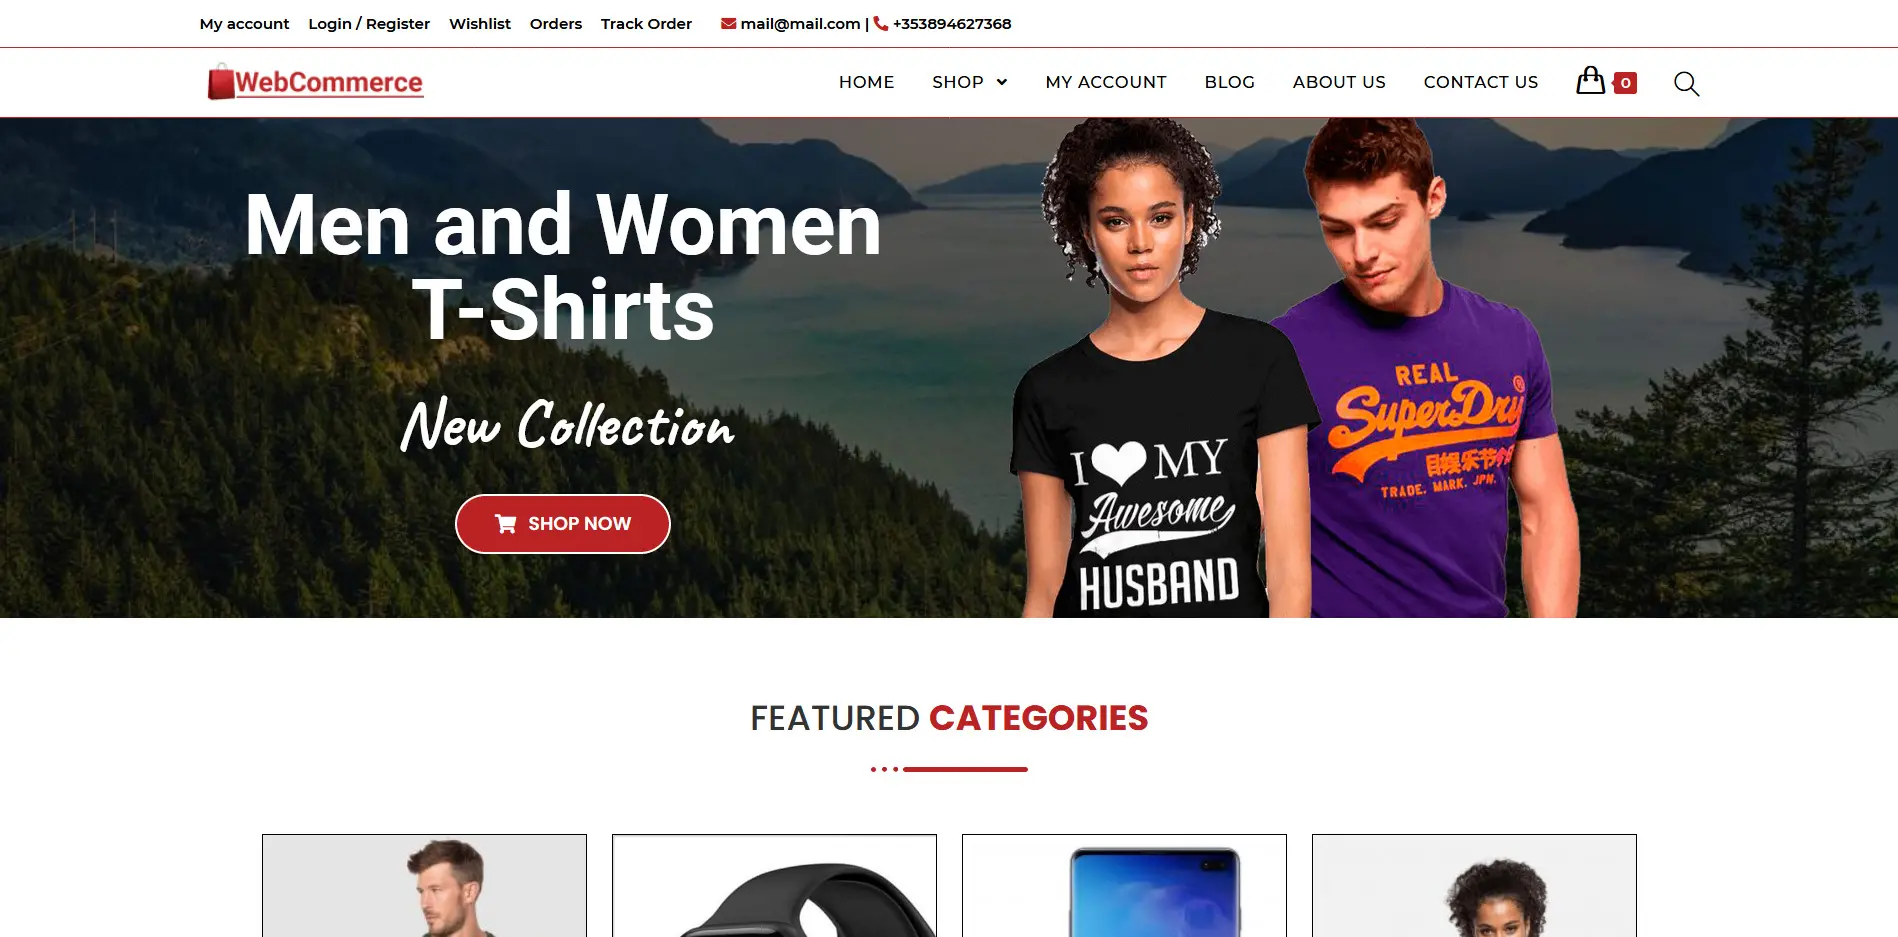 My account Login / Register Wishlist Orders Track Order mail@mail.com | +353894627368
WebCommerce
HOME SHOP MY ACCOUNT BLOG ABOUT US CONTACT US 0
Men and Women
T-Shirts
New Collection
SHOP NOW
I MY
Awesome
HUSBAND
REAL
SuperDry ®
TRADE. MARK. JPN.
FEATURED CATEGORIES